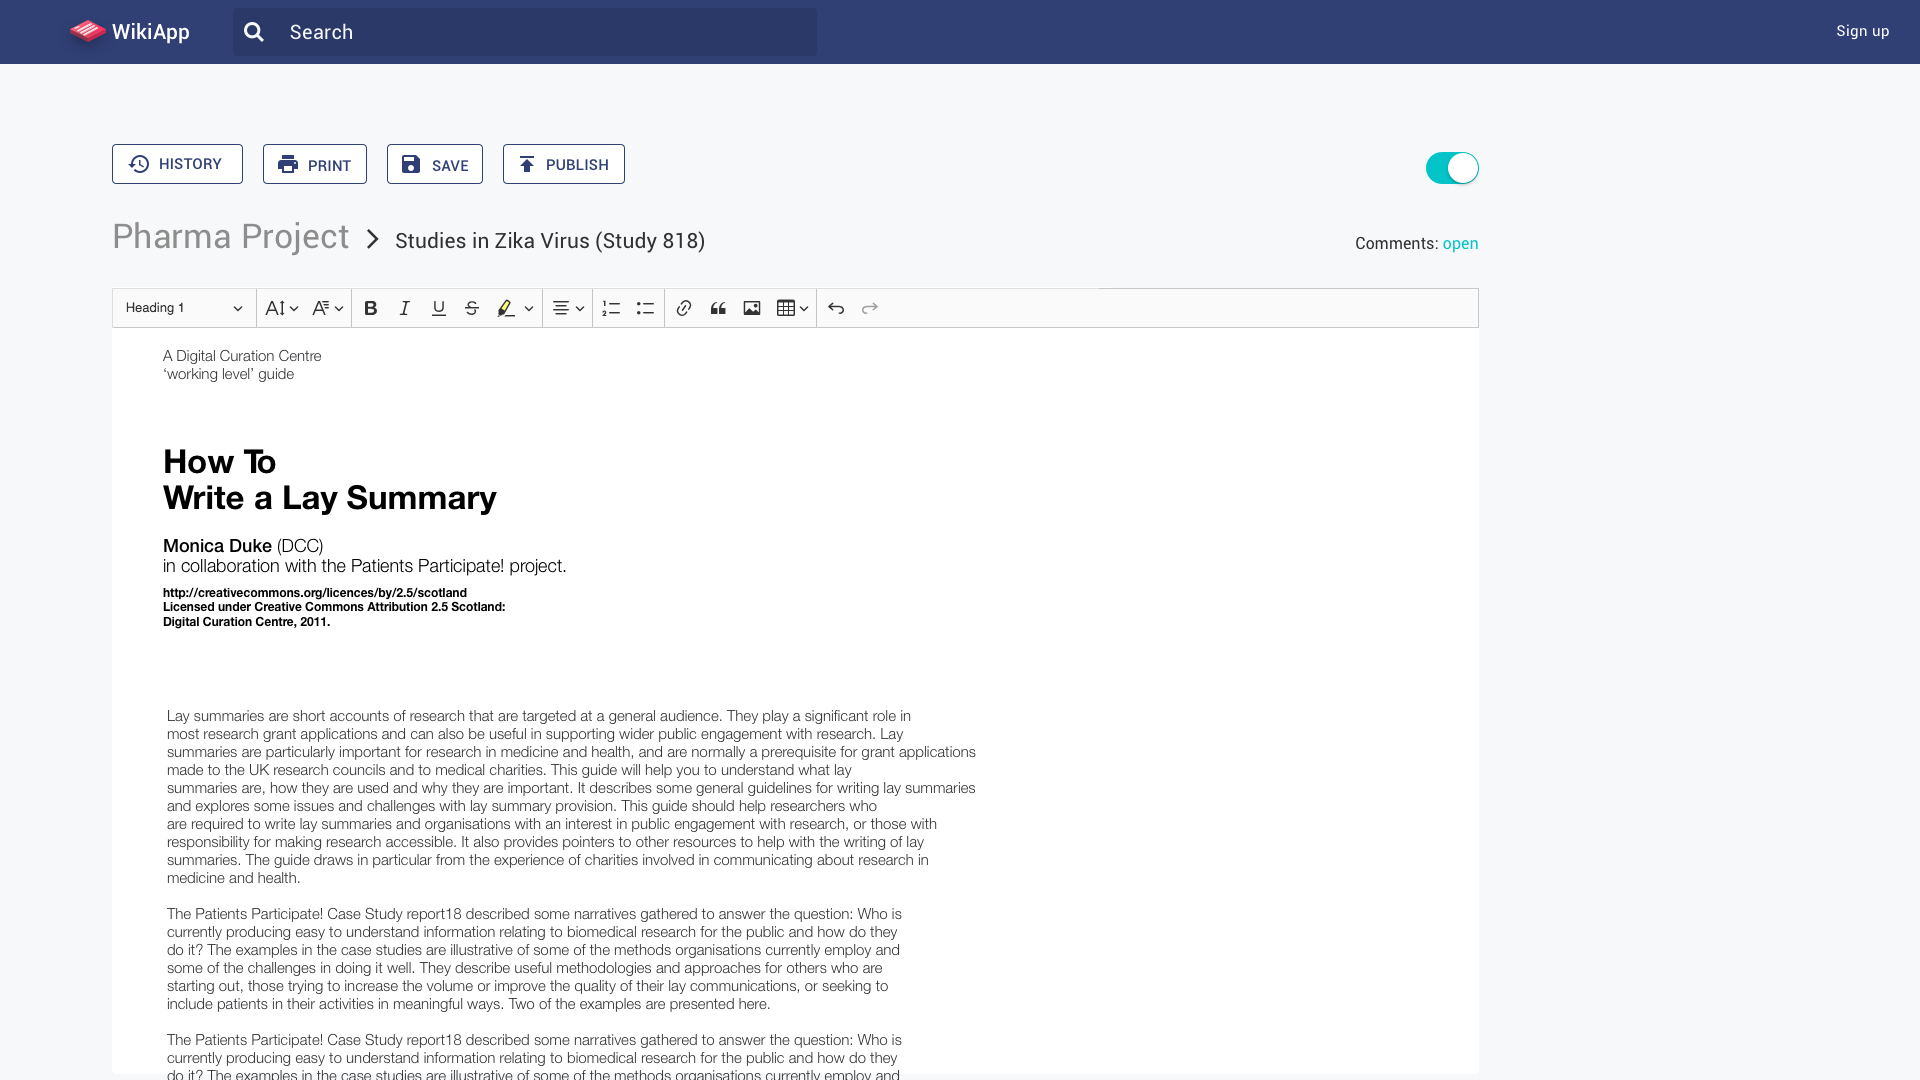 WikiApp
Search
Sign up
HISTORY
PRINT
SAVE
PUBLISH
Pharma Project
Studies in Zika Virus (Study 818)
Comments: open
Heading 1
A Digital Curation Centre
‘working level’ guide
How To
Write a Lay Summary
Monica Duke (DCC)
in collaboration with the Patients Participate! project.
http://creativecommons.org/licences/by/2.5/scotland
Licensed under Creative Commons Attribution 2.5 Scotland:
Digital Curation Centre, 2011.
Lay summaries are short accounts of research that are targeted at a general audience. They play a significant role in
most research grant applications and can also be useful in supporting wider public engagement with research. Lay
summaries are particularly important for research in medicine and health, and are normally a prerequisite for grant applications
made to the UK research councils and to medical charities. This guide will help you to understand what lay
summaries are, how they are used and why they are important. It describes some general guidelines for writing lay summaries
and explores some issues and challenges with lay summary provision. This guide should help researchers who
are required to write lay summaries and organisations with an interest in public engagement with research, or those with
responsibility for making research accessible. It also provides pointers to other resources to help with the writing of lay
summaries. The guide draws in particular from the experience of charities involved in communicating about research in
medicine and health.
The Patients Participate! Case Study report18 described some narratives gathered to answer the question: Who is
currently producing easy to understand information relating to biomedical research for the public and how do they
do it? The examples in the case studies are illustrative of some of the methods organisations currently employ and
some of the challenges in doing it well. They describe useful methodologies and approaches for others who are
starting out, those trying to increase the volume or improve the quality of their lay communications, or seeking to
include patients in their activities in meaningful ways. Two of the examples are presented here.
The Patients Participate! Case Study report18 described some narratives gathered to answer the question: Who is
currently producing easy to understand information relating to biomedical research for the public and how do they
do it? The examples in the case studies are illustrative of some of the methods organisations currently employ and